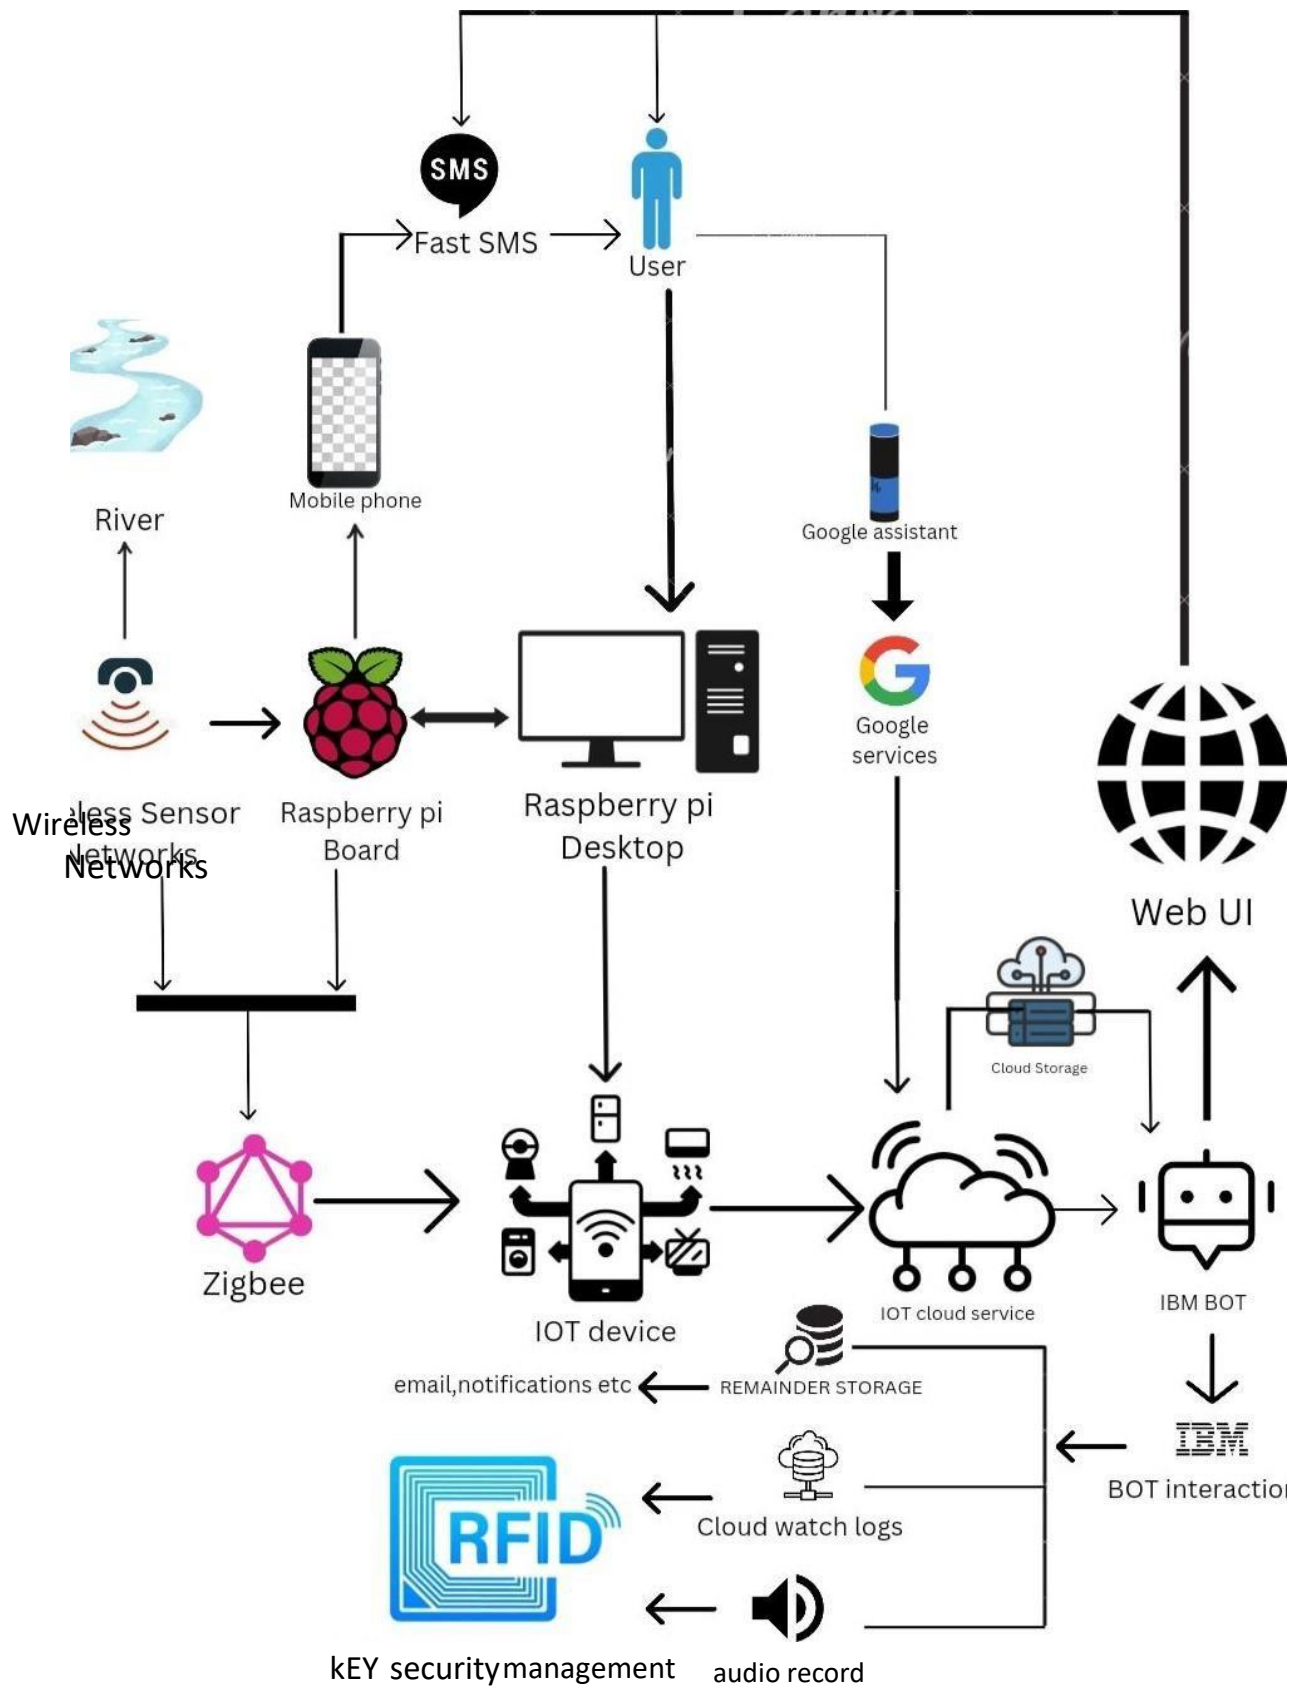 SMS
Fast SMS
User
Mobile phone
River
Google assistant
Google
services
Wireless Sensor
Networks
Raspberry pi
Board
Raspberry pi
Desktop
Web UI
Cloud Storage
Zigbee
IOT device
IOT cloud service
IBM BOT
email,notifications etc
REMAINDER STORAGE
IBM
BOT interaction
RFID
Cloud watch logs
kEY security management
audio record